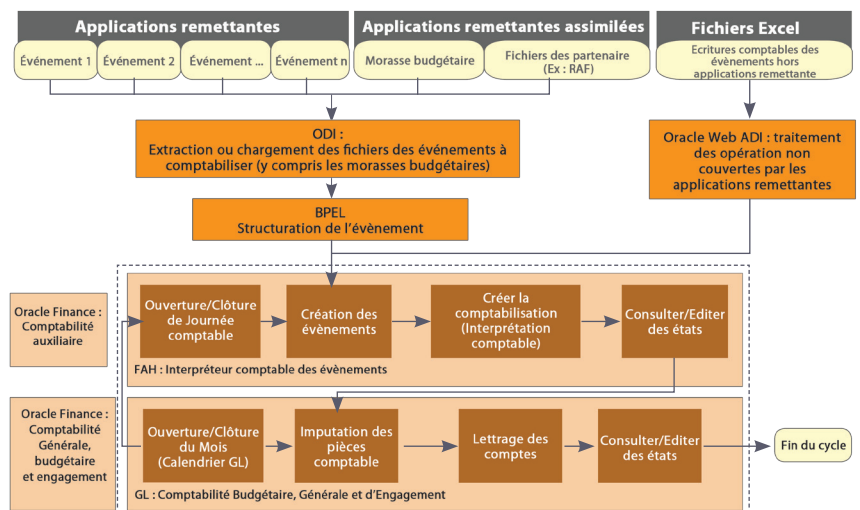 Applications remettantes
Applications remettantes assimilées
Fichiers Excel
Événement 1
Événement 2
Événement ...
Événement n
Morasse budgétaire
Fichiers des partenaire
(Ex : RAF)
Ecritures comptables des
évènements hors
applications remettante
ODI :
Extraction ou chargement des fichiers des événements à
comptabiliser (y compris les morasses budgétaires)
Oracle Web ADI : traitement
des opération non
couvertes par les
applications remettantes
BPEL
Structuration de l'évènement
Oracle Finance :
Comptabilité
auxiliaire
Ouverture/Clôture
de Journée
comptable
Création des
évènements
Créer la
comptabilisation
(Interprétation
comptable)
Consulter/Editer
des états
FAH : Interpréteur comptable des évènements
Oracle Finance :
Comptabilité
Générale,
budgétaire
et engagement
Ouverture/Clôture
du Mois
(Calendrier GL)
Imputation des
pièces
comptable
Lettrage des
comptes
Consulter/Editer
des états
Fin du cycle
GL : Comptabilité Budgétaire, Générale et d'Engagement